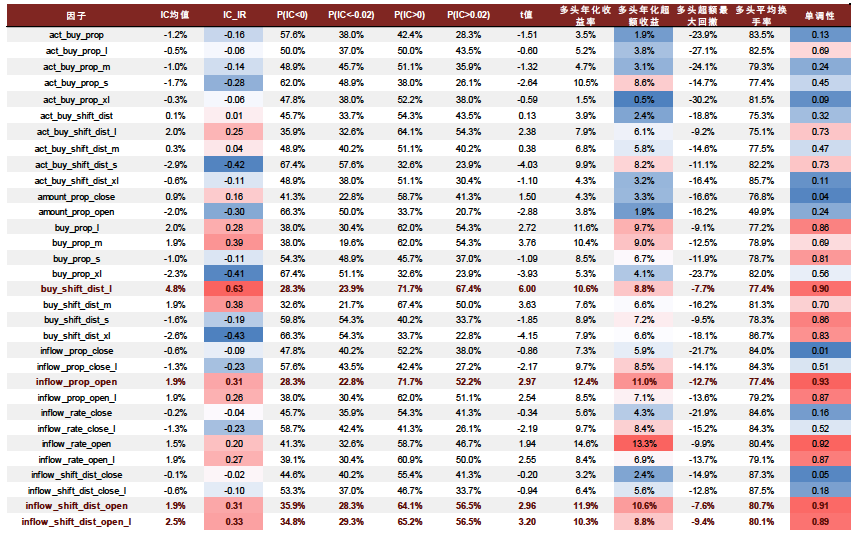 因子 IC均值 IC_IR P(IC<0) P(IC<-0.02) P(IC>0) P(IC>0.02) t值 多头年化收益率 多头年化超额收益 多头超额最大回撤 多头平均换手率 单调性
act_buy_prop -1.2% -0.16 57.6% 38.0% 42.4% 28.3% -1.51 3.5% 1.9% -23.9% 83.5% 0.13
act_buy_prop_l -0.5% -0.06 50.0% 37.0% 50.0% 43.5% -0.60 5.2% 3.8% -27.1% 82.5% 0.69
act_buy_prop_m -1.0% -0.14 48.9% 45.7% 51.1% 35.9% -1.32 4.7% 3.1% -24.1% 79.3% 0.24
act_buy_prop_s -1.7% -0.28 62.0% 48.9% 38.0% 26.1% -2.64 10.5% 8.6% -14.7% 77.4% 0.45
act_buy_prop_xl -0.3% -0.06 47.8% 38.0% 52.2% 38.0% -0.59 1.5% 0.5% -30.2% 81.5% 0.09
act_buy_shift_dist 0.1% 0.01 45.7% 33.7% 54.3% 43.5% 0.13 3.9% 2.4% -18.8% 75.3% 0.32
act_buy_shift_dist_l 2.0% 0.25 35.9% 32.6% 64.1% 54.3% 2.38 7.9% 6.1% -9.2% 75.1% 0.73
act_buy_shift_dist_m 0.3% 0.04 48.9% 40.2% 51.1% 40.2% 0.38 6.8% 5.8% -14.6% 77.5% 0.47
act_buy_shift_dist_s -2.9% -0.42 67.4% 57.6% 32.6% 23.9% -4.03 9.9% 8.2% -11.1% 82.2% 0.73
act_buy_shift_dist_xl -0.6% -0.11 48.9% 38.0% 51.1% 30.4% -1.10 4.3% 3.2% -16.4% 85.7% 0.11
amount_prop_close 0.9% 0.16 41.3% 22.8% 58.7% 41.3% 1.50 4.3% 3.3% -16.6% 76.8% 0.04
amount_prop_open -2.0% -0.30 66.3% 50.0% 33.7% 20.7% -2.88 3.8% 1.9% -16.2% 49.9% 0.24
buy_prop_l 2.0% 0.28 38.0% 30.4% 62.0% 54.3% 2.72 11.6% 9.7% -9.1% 77.2% 0.86
buy_prop_m 1.9% 0.39 38.0% 19.6% 62.0% 54.3% 3.76 10.4% 9.0% -12.5% 78.9% 0.69
buy_prop_s -1.0% -0.11 54.3% 48.9% 45.7% 37.0% -1.09 8.5% 6.7% -11.9% 78.7% 0.81
buy_prop_xl -2.3% -0.41 67.4% 51.1% 32.6% 23.9% -3.93 5.3% 4.1% -23.7% 82.0% 0.56
buy_shift_dist_l 4.8% 0.63 28.3% 23.9% 71.7% 67.4% 6.00 10.6% 8.8% -7.7% 77.4% 0.90
buy_shift_dist_m 1.9% 0.38 32.6% 21.7% 67.4% 50.0% 3.63 7.6% 6.6% -16.2% 81.3% 0.70
buy_shift_dist_s -1.6% -0.19 59.8% 54.3% 40.2% 33.7% -1.85 8.9% 7.2% -9.5% 78.3% 0.86
buy_shift_dist_xl -2.6% -0.43 66.3% 54.3% 33.7% 22.8% -4.15 7.9% 6.6% -18.1% 86.7% 0.83
inflow_prop_close -0.6% -0.09 47.8% 40.2% 52.2% 38.0% -0.86 7.3% 5.9% -21.7% 84.0% 0.01
inflow_prop_close_l -1.3% -0.23 57.6% 43.5% 42.4% 27.2% -2.17 9.7% 8.5% -14.1% 84.3% 0.51
inflow_prop_open 1.9% 0.31 28.3% 22.8% 71.7% 52.2% 2.97 12.4% 11.0% -12.7% 77.4% 0.93
inflow_prop_open_l 1.9% 0.26 38.0% 30.4% 62.0% 51.1% 2.54 8.5% 7.1% -13.6% 79.2% 0.87
inflow_rate_close -0.2% -0.04 45.7% 35.9% 54.3% 41.3% -0.34 5.6% 4.3% -21.9% 84.6% 0.16
inflow_rate_close_l -1.3% -0.23 58.7% 42.4% 41.3% 26.1% -2.19 9.7% 8.4% -15.2% 84.3% 0.52
inflow_rate_open 1.5% 0.20 41.3% 32.6% 58.7% 46.7% 1.94 14.6% 13.3% -9.9% 80.4% 0.92
inflow_rate_open_l 1.9% 0.27 39.1% 30.4% 60.9% 50.0% 2.55 8.4% 6.9% -13.7% 79.1% 0.87
inflow_shift_dist_close -0.1% -0.02 44.6% 40.2% 55.4% 41.3% -0.20 3.2% 2.4% -14.9% 87.3% 0.05
inflow_shift_dist_close_l -0.6% -0.10 53.3% 37.0% 46.7% 33.7% -0.94 6.4% 5.6% -12.8% 87.5% 0.18
inflow_shift_dist_open 1.9% 0.31 35.9% 28.3% 64.1% 56.5% 2.96 11.9% 10.6% -7.6% 80.7% 0.91
inflow_shift_dist_open_l 2.5% 0.33 34.8% 29.3% 65.2% 56.5% 3.20 10.3% 8.8% -9.4% 80.1% 0.89